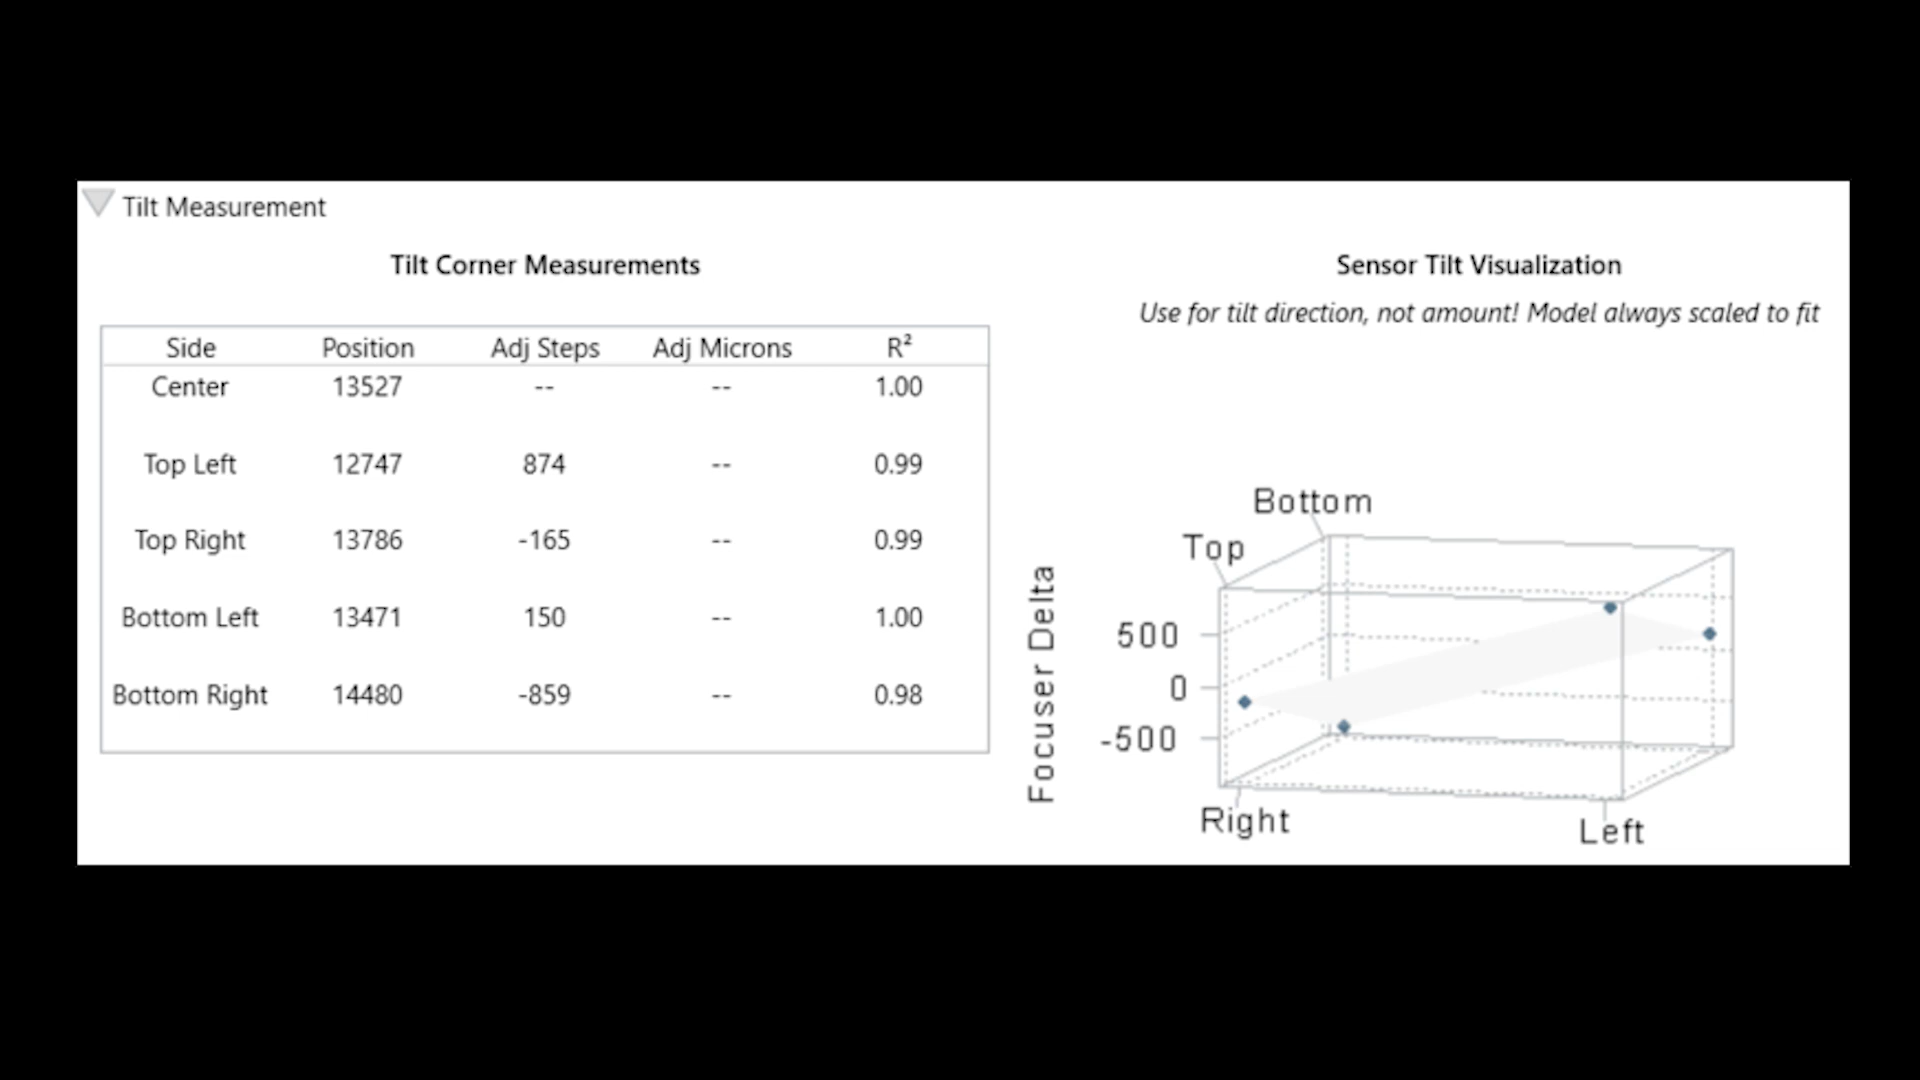 Tilt Measurement
Tilt Corner Measurements
Side Position Adj Steps Adj Microns R²
Center 13527 -- -- 1.00
Top Left 12747 874 -- 0.99
Top Right 13786 -165 -- 0.99
Bottom Left 13471 150 -- 1.00
Bottom Right 14480 -859 -- 0.98
Sensor Tilt Visualization
Use for tilt direction, not amount! Model always scaled to fit
Bottom
Top
Focuser Delta
500
0
-500
Right
Left